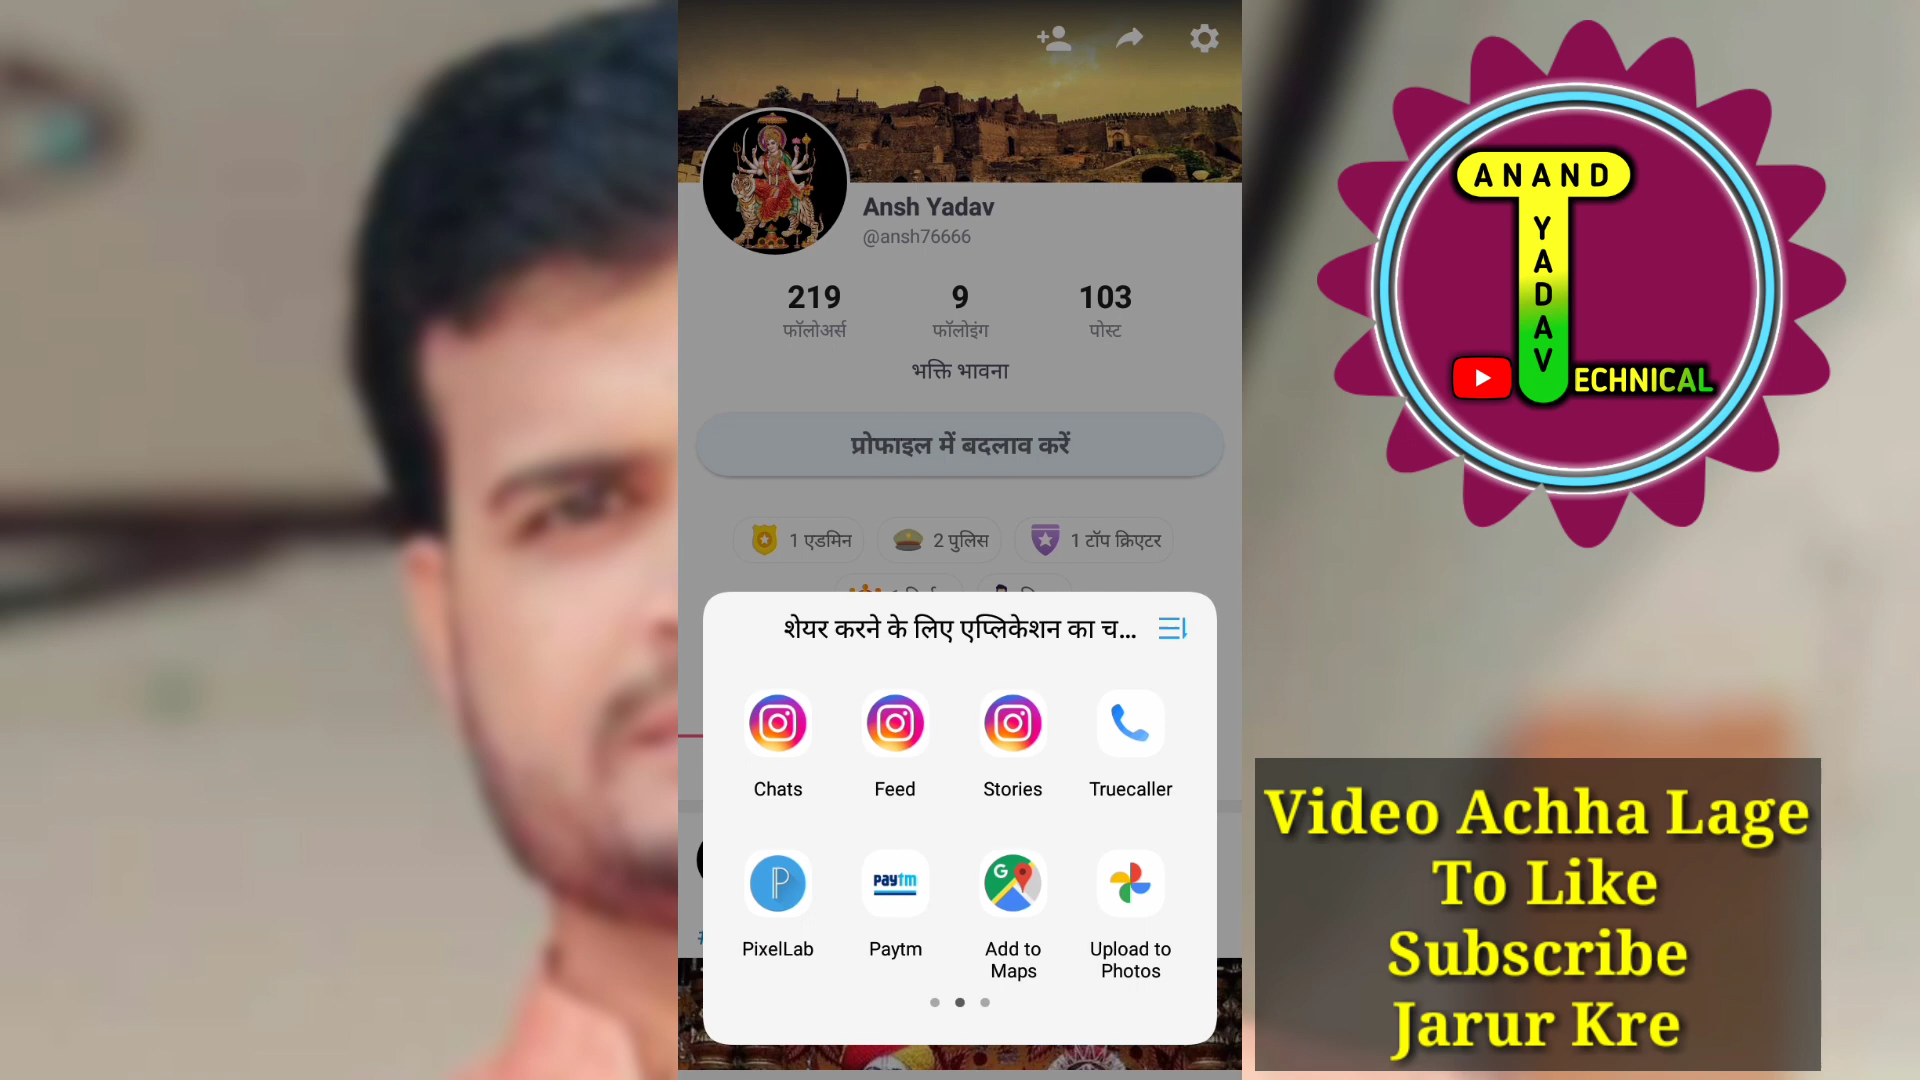 Ansh Yadav
@ansh76666
219
9
103
फॉलोअर्स
फॉलोइंग
पोस्ट
भक्ति भावना
प्रोफाइल में बदलाव करें
1 एडमिन
2 पुलिस
1 टॉप क्रिएटर
शेयर करने के लिए एप्लिकेशन का च...
Chats
Feed
Stories
Truecaller
PixelLab
Paytm
Add to
Maps
Upload to
Photos
P
paytm
G
ANAND
YADAV
ECHNICAL
Video Achha Lage
To Like
Subscribe
Jarur Kre